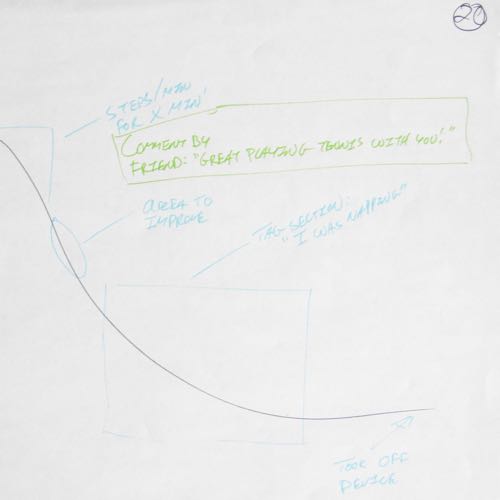 20
STEPS/MIN
FOR X MIN'
COMMENT BY
FRIEND: "GREAT PLAYING TENNIS WITH YOU!"
AREA TO
IMPROVE
TAG SECTION:
"I WAS NAPPING"
TOOK OFF
DEVICE